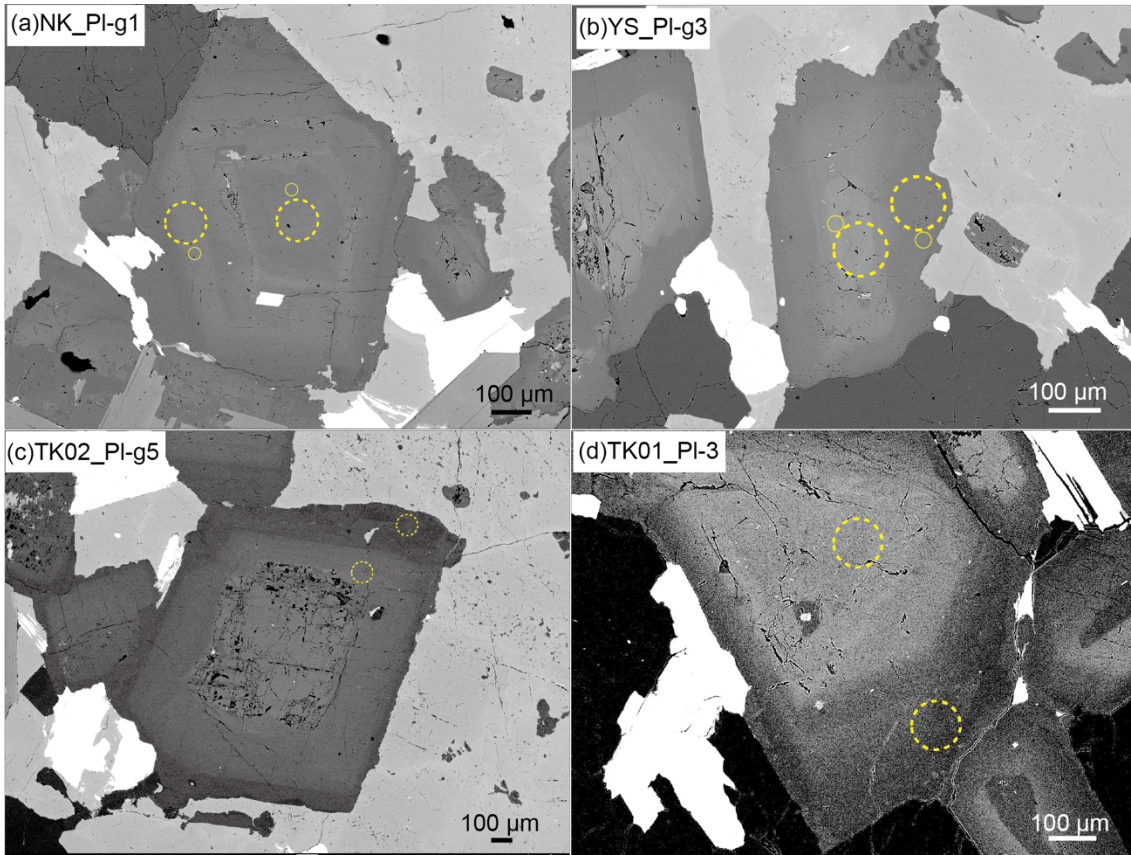 (a)NK_Pl-g1
100 µm
(b)YS_Pl-g3
100 µm
(c)TK02_Pl-g5
100 µm
(d)TK01_Pl-3
100 µm